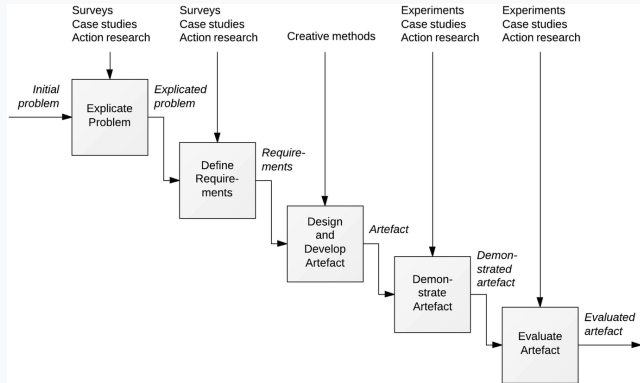 Surveys
Case studies
Action research
Surveys
Case studies
Action research
Creative methods
Experiments
Case studies
Action research
Experiments
Case studies
Action research
Initial
problem
Explicate
Problem
Explicated
problem
Define
Require-
ments
Require-
ments
Design
and
Develop
Artefact
Artefact
Demon-
strate
Artefact
Demon-
strated
artefact
Evaluate
Artefact
Evaluated
artefact